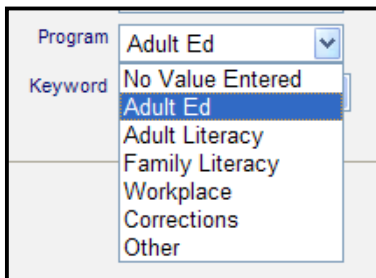 Program Adult Ed
Keyword No Value Entered
Adult Ed
Adult Literacy
Family Literacy
Workplace
Corrections
Other